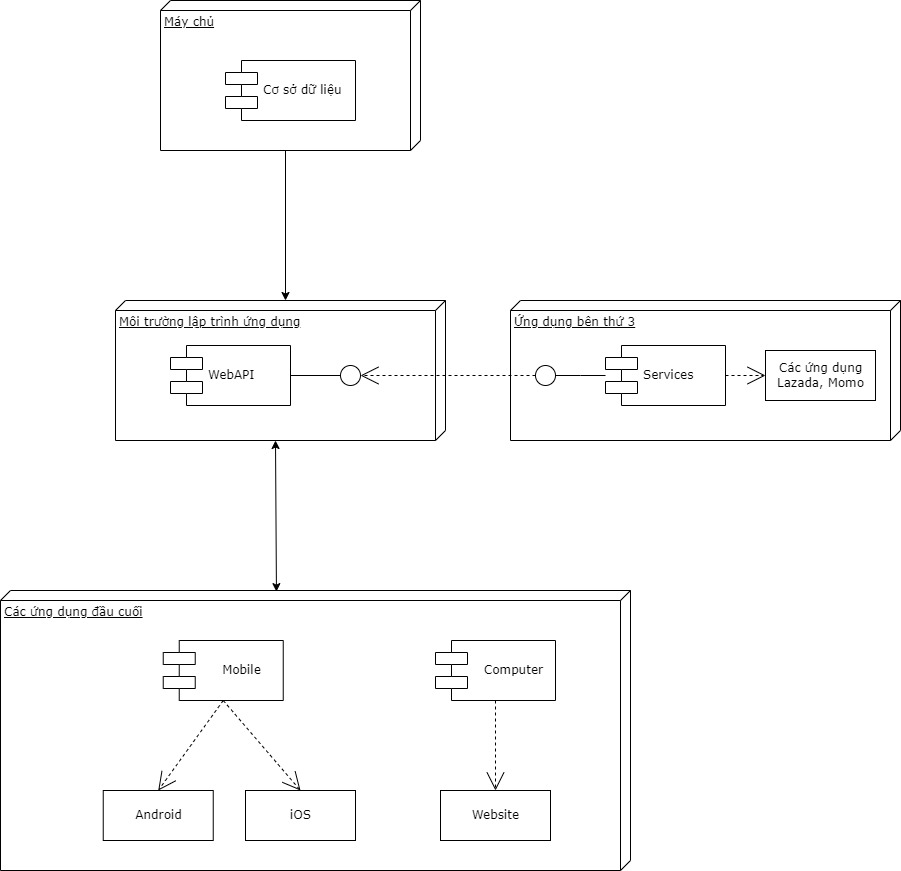 Máy chủ
Cơ sở dữ liệu
Môi trường lập trình ứng dụng
WebAPI
Ứng dụng bên thứ 3
Services
Các ứng dụng
Lazada, Momo
Các ứng dụng đầu cuối
Mobile
Computer
Android
iOS
Website